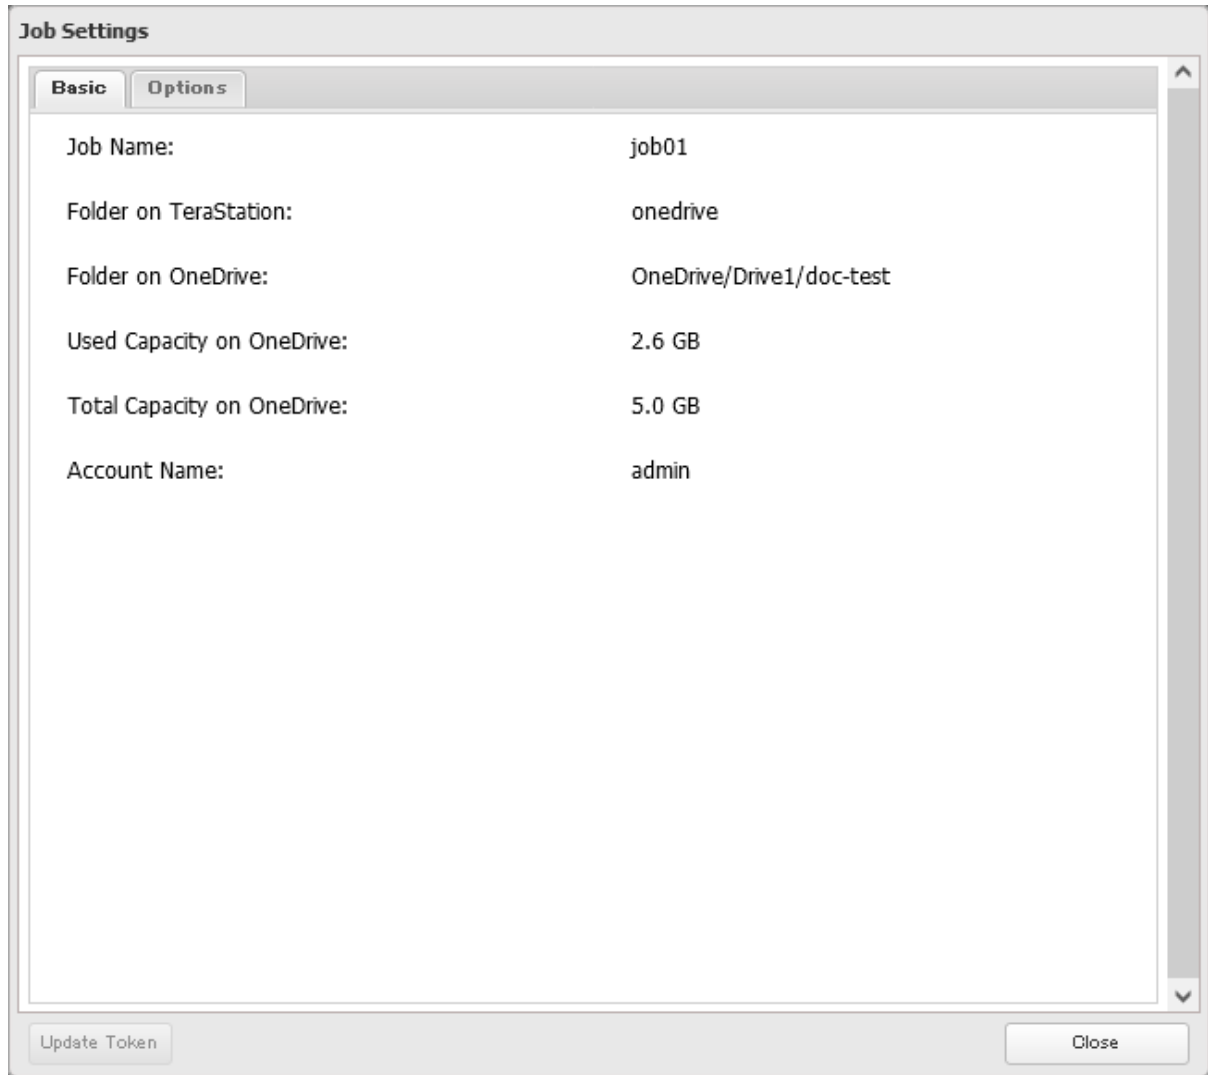 Job Settings
Basic Options
Job Name: job01
Folder on TeraStation: onedrive
Folder on OneDrive: OneDrive/Drive1/doc-test
Used Capacity on OneDrive: 2.6 GB
Total Capacity on OneDrive: 5.0 GB
Account Name: admin
Update Token Close